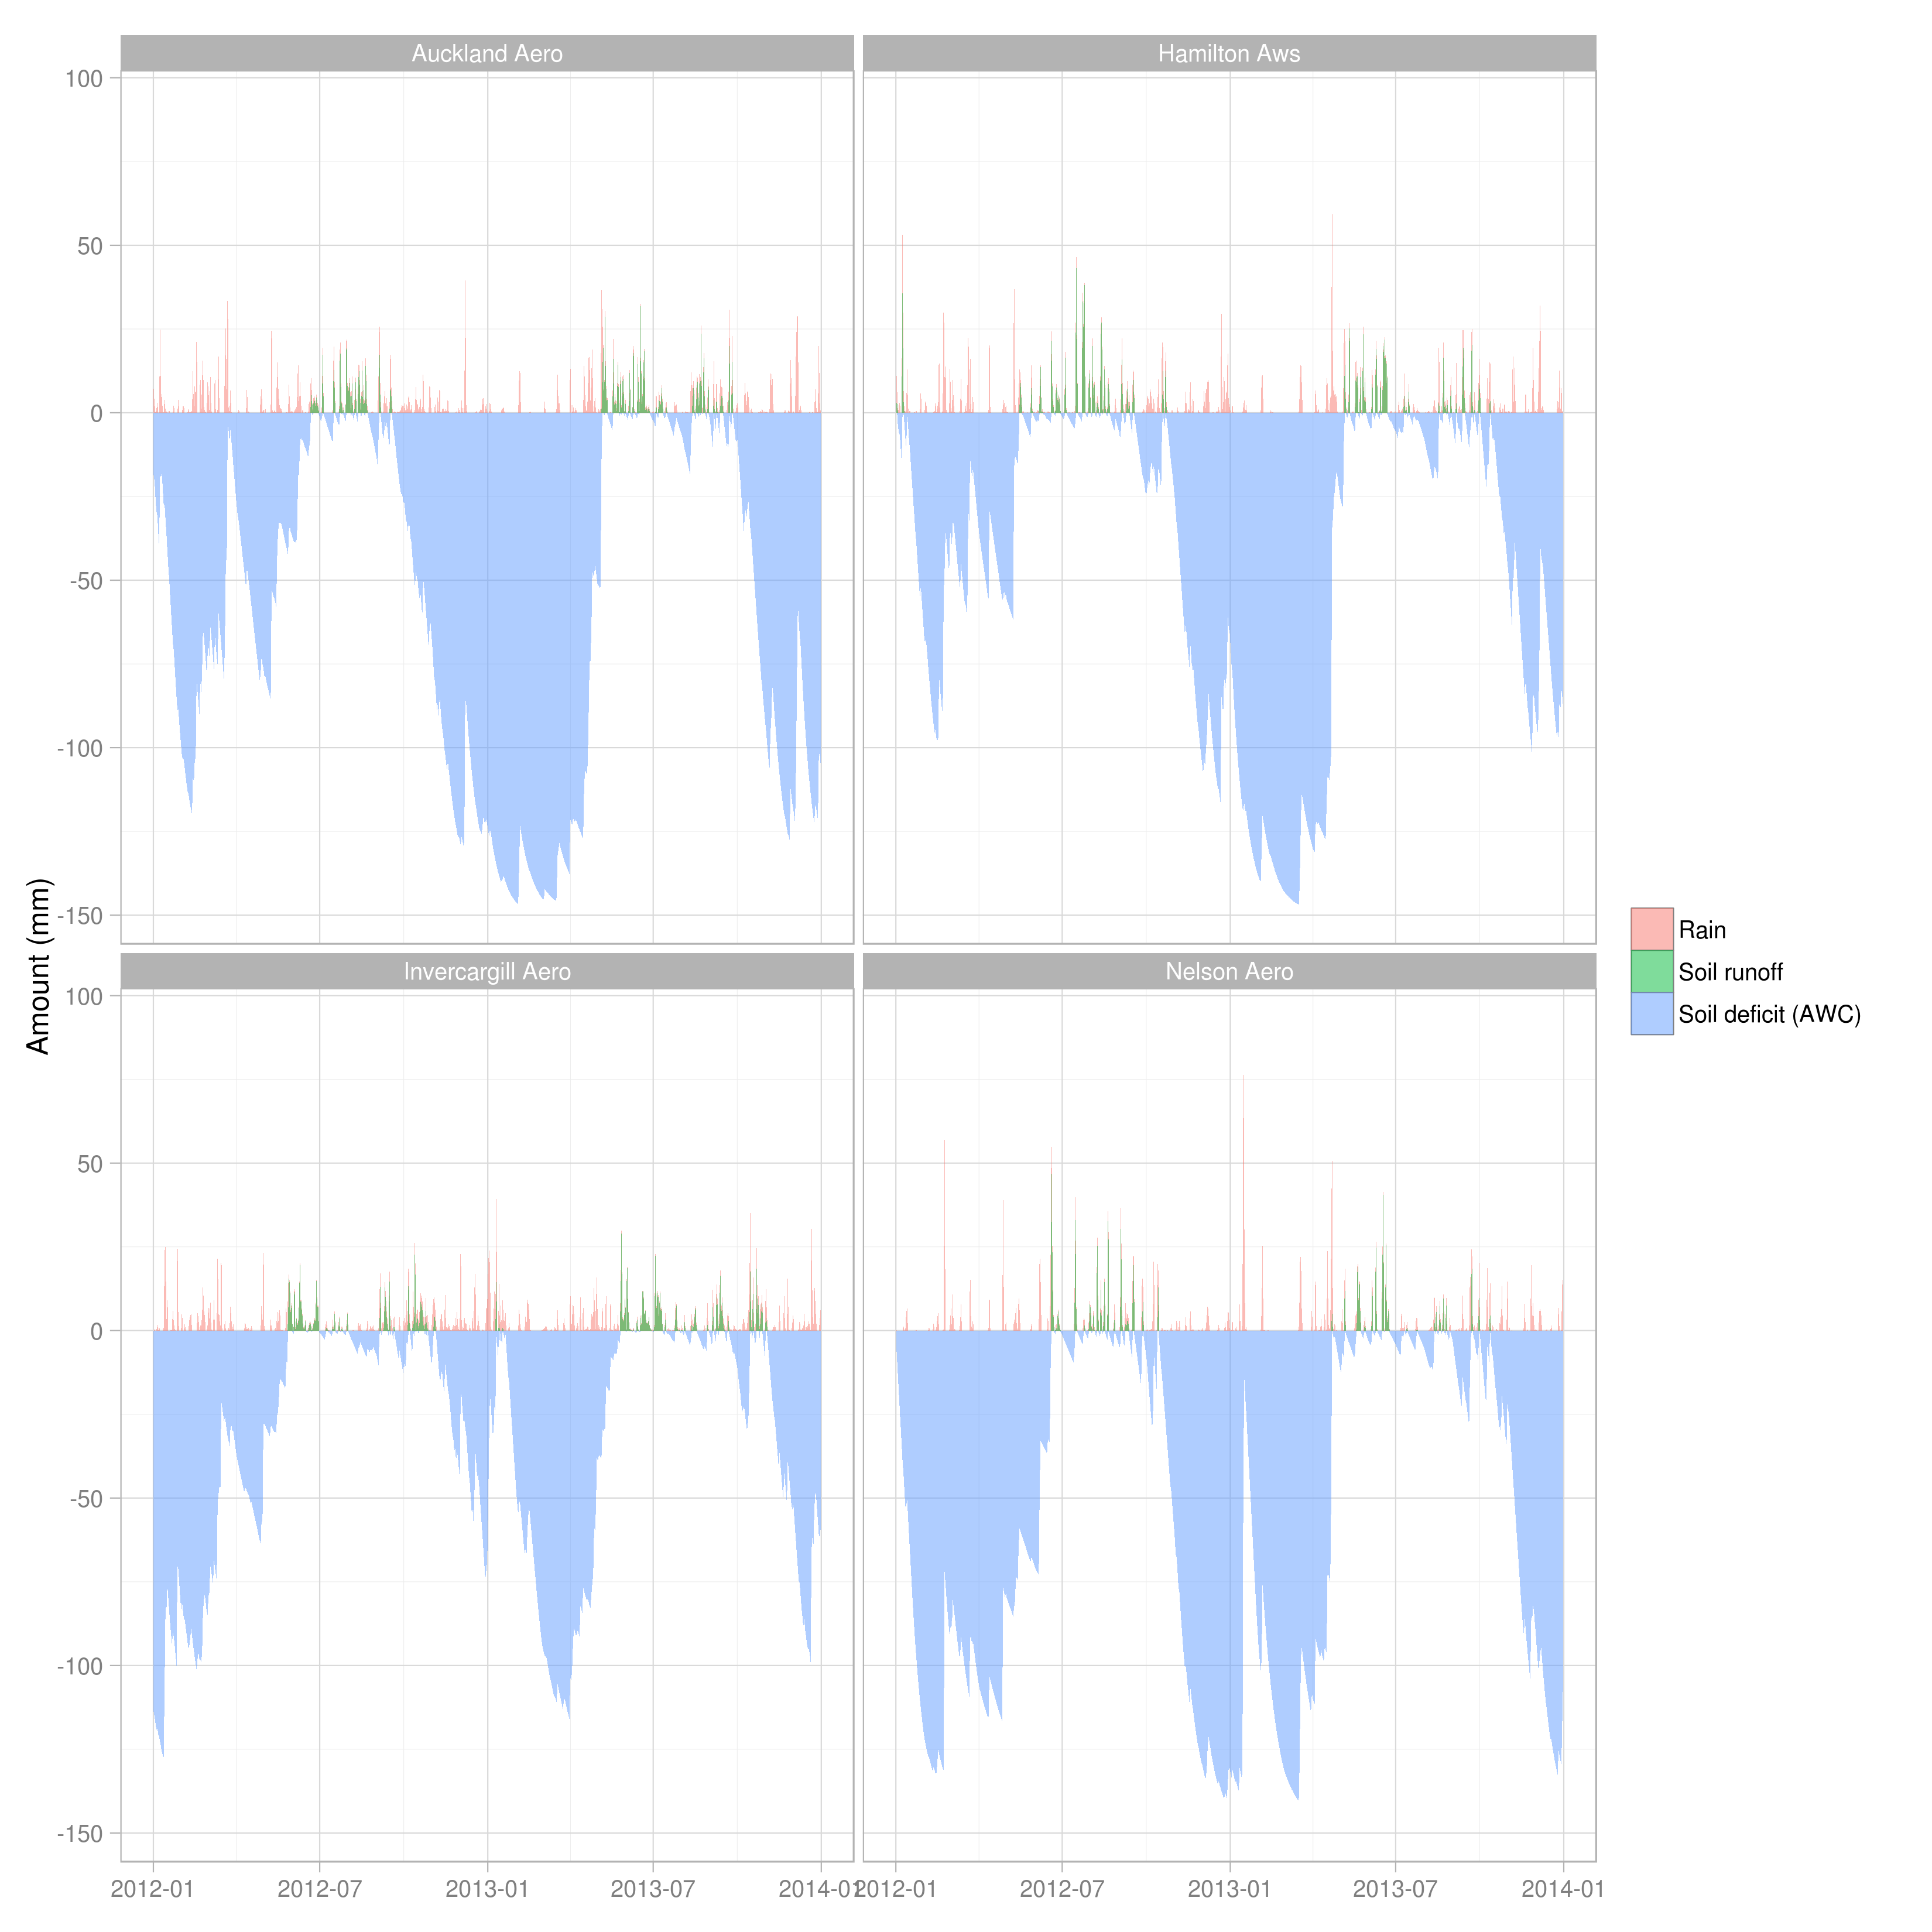 Auckland Aero
Hamilton Aws
100
50
0
-50
-100
-150
Invercargill Aero
Nelson Aero
100
50
0
-50
-100
-150
2012-01 2012-07 2013-01 2013-07 2014-01
2012-01 2012-07 2013-01 2013-07 2014-01
Amount (mm)
Rain
Soil runoff
Soil deficit (AWC)